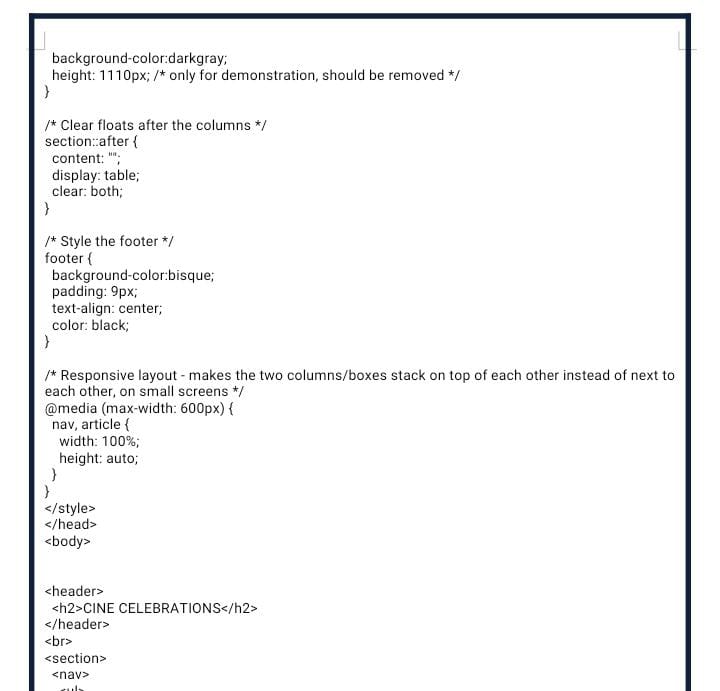 background-color:darkgray;
height: 1110px; /* only for demonstration, should be removed */
}
/* Clear floats after the columns */
section::after {
content: "";
display: table;
clear: both;
}
/* Style the footer */
footer {
background-color:bisque;
padding: 9px;
text-align: center;
color: black;
}
/* Responsive layout - makes the two columns/boxes stack on top of each other instead of next to
each other, on small screens */
@media (max-width: 600px) {
nav, article {
width: 100%;
height: auto;
}
}
</style>
</head>
<body>
<header>
<h2>CINE CELEBRATIONS</h2>
</header>
<br>
<section>
<nav>
<ul>